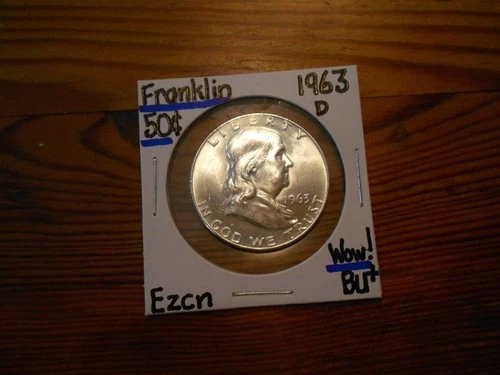 Franklin
50¢
1963
D
LIBERTY
1963
IN GOD WE TRUST
Wow!
BU+
Ezcn